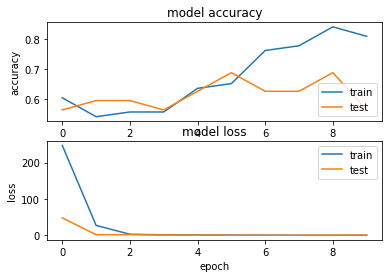 model accuracy
accuracy
0.8
0.7
0.6
0 2 4 6 8
train
test
model loss
loss
200
100
0
0 2 4 6 8
train
test
epoch